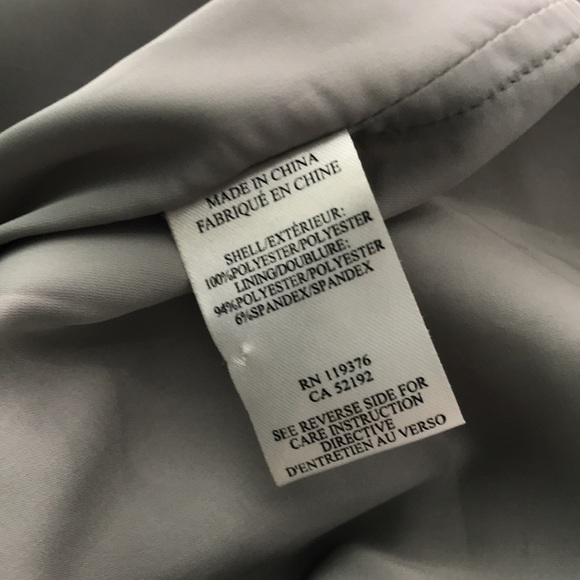 MADE IN CHINA
FABRIQUÉ EN CHINE
SHELL/EXTÉRIEUR:
100%POLYESTER/POLYESTER
LINING/DOUBLURE:
94%POLYESTER/POLYESTER
6%SPANDEX/SPANDEX
RN 119376
CA 52192
SEE REVERSE SIDE FOR
CARE INSTRUCTION
DIRECTIVE
D'ENTRETIEN AU VERSO